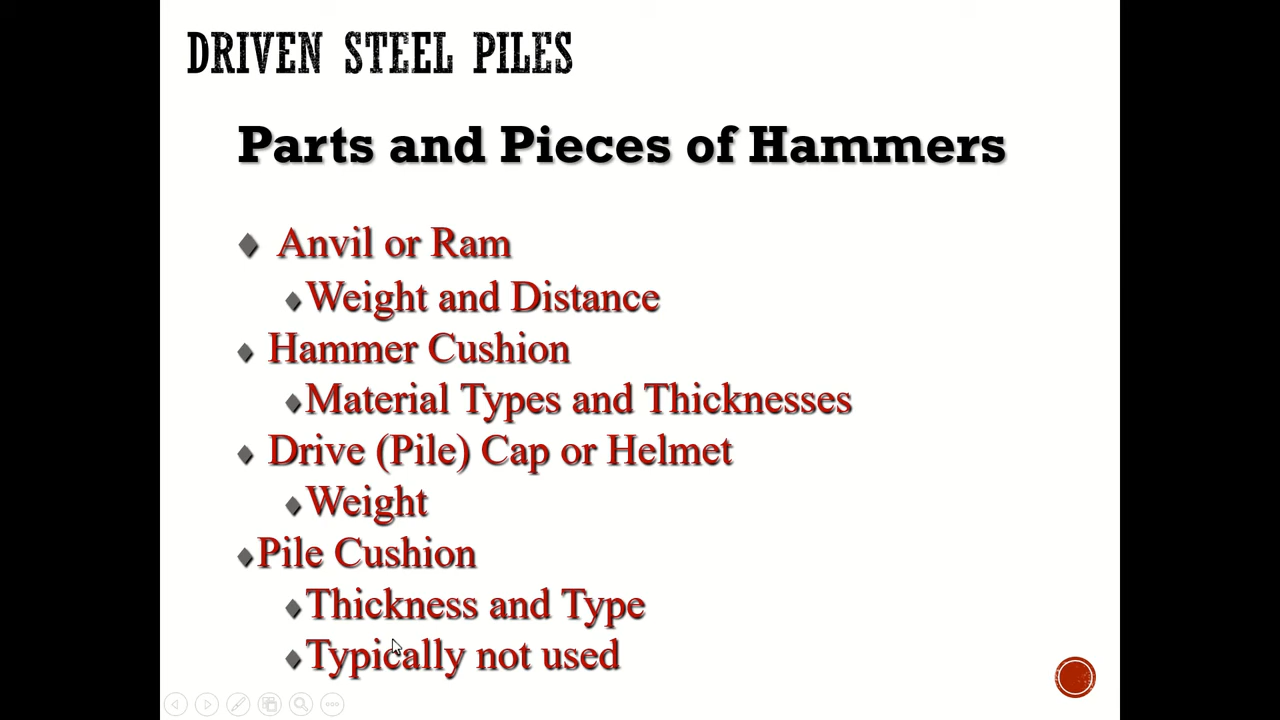 DRIVEN STEEL PILES
Parts and Pieces of Hammers
Anvil or Ram
Weight and Distance
Hammer Cushion
Material Types and Thicknesses
Drive (Pile) Cap or Helmet
Weight
Pile Cushion
Thickness and Type
Typically not used